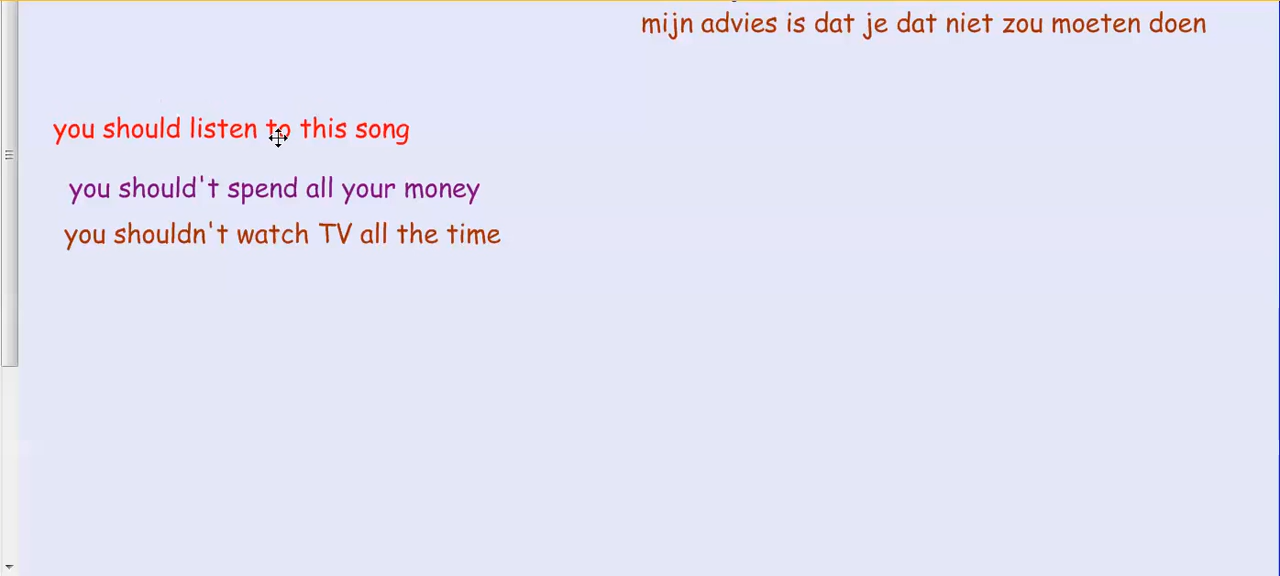 mijn advies is dat je dat niet zou moeten doen
you should listen to this song
you should't spend all your money
you shouldn't watch TV all the time